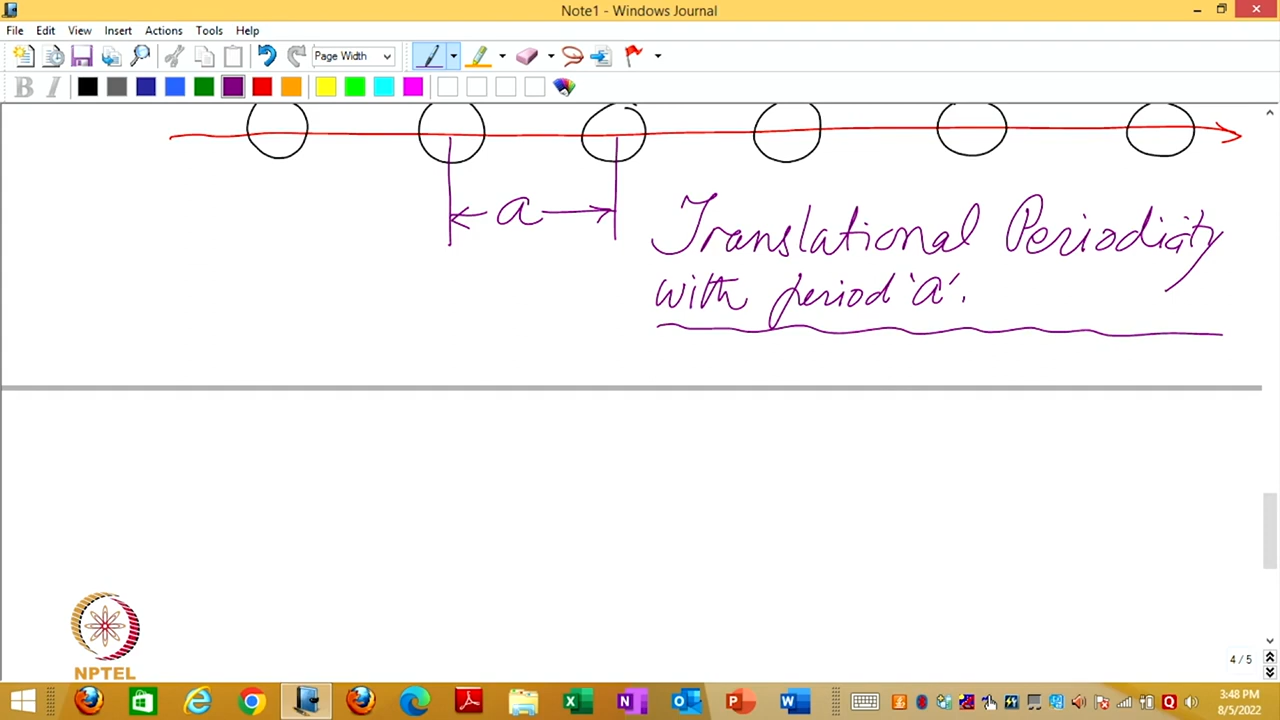 Note1 - Windows Journal
File Edit View Insert Actions Tools Help
Page Width
B I
a
Translational Periodicity
with period 'a'.
NPTEL
4 / 5
3:48 PM
8/5/2022